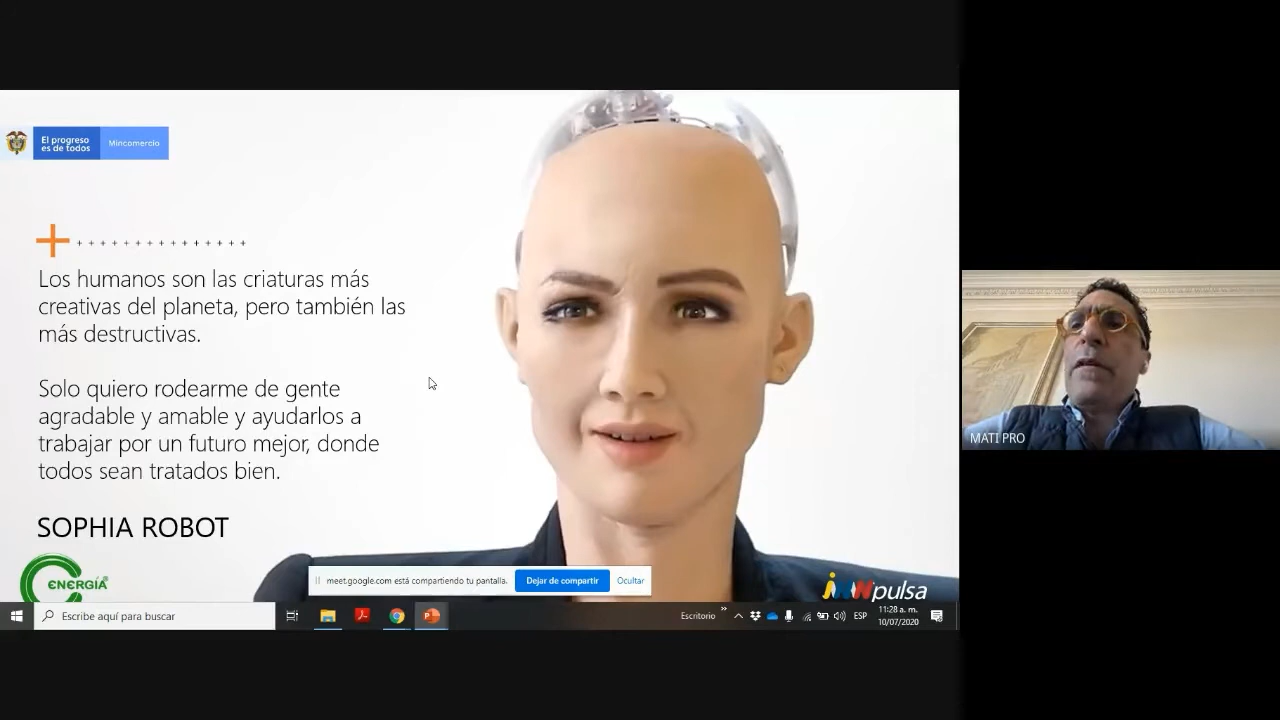 El progreso
es de todos
Mincomercio
Los humanos son las criaturas más
creativas del planeta, pero también las
más destructivas.
Solo quiero rodearme de gente
agradable y amable y ayudarlos a
trabajar por un futuro mejor, donde
todos sean tratados bien.
SOPHIA ROBOT
ENERGÍA®
iNNpulsa
meet.google.com está compartiendo tu pantalla.
Dejar de compartir
Ocultar
Escribe aquí para buscar
Escritorio
ESP
11:28 a. m.
10/07/2020
MATI PRO